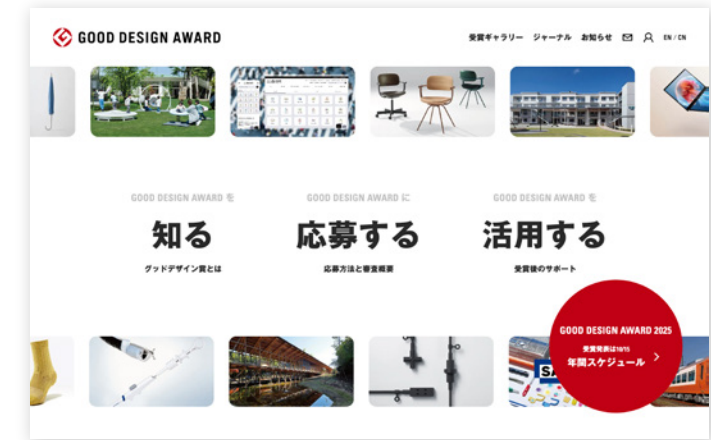 GOOD DESIGN AWARD
受賞ギャラリー ジャーナル お知らせ EN / CN
GOOD DESIGN AWARD を
知る
グッドデザイン賞とは
GOOD DESIGN AWARD に
応募する
応募方法と審査概要
GOOD DESIGN AWARD を
活用する
受賞後のサポート
GOOD DESIGN AWARD 2025
受賞発表は10/15
年間スケジュール